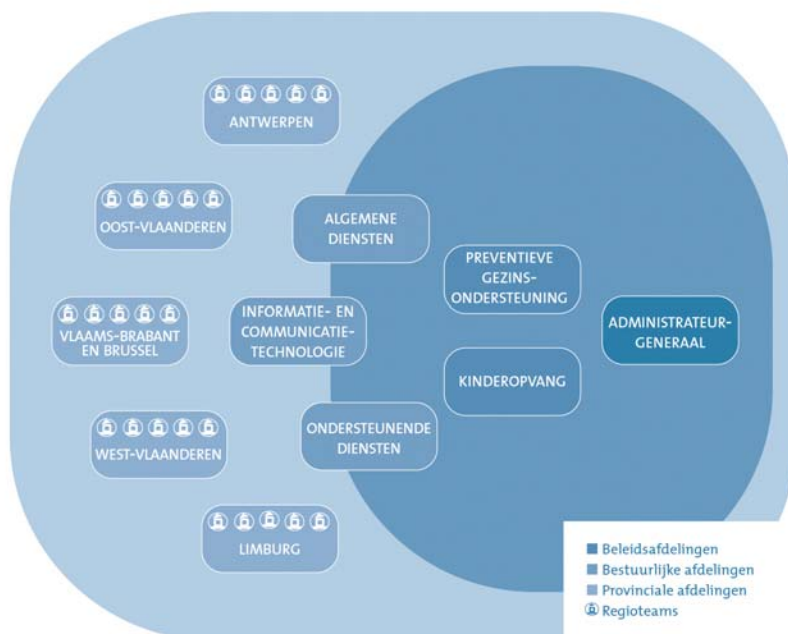 ANTWERPEN
OOST-VLAANDEREN
VLAAMS-BRABANT
EN BRUSSEL
WEST-VLAANDEREN
LIMBURG
ALGEMENE
DIENSTEN
INFORMATIE- EN
COMMUNICATIE-
TECHNOLOGIE
ONDERSTEUNENDE
DIENSTEN
PREVENTIEVE
GEZINS-
ONDERSTEUNING
KINDEROPVANG
ADMINISTRATEUR-
GENERAAL
Beleidsafdelingen
Bestuurlijke afdelingen
Provinciale afdelingen
Regioteams